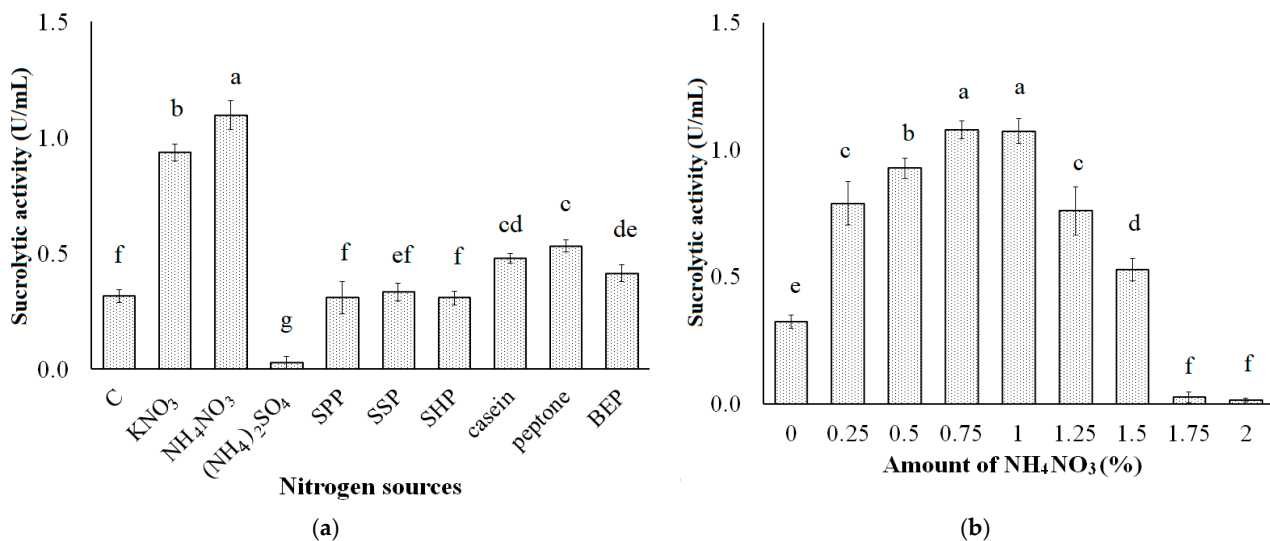 1.5
1.0
0.5
0.0
Sucrolytic activity (U/mL)
f
b
a
g
f
ef
f
cd
c
de
C
KNO₃
NH₄NO₃
(NH₄)₂SO₄
SPP
SSP
SHP
casein
peptone
BEP
Nitrogen sources
(a)
1.5
1.0
0.5
0.0
Sucrolytic activity (U/mL)
e
c
b
a
a
c
d
f
f
0 0.25 0.5 0.75 1 1.25 1.5 1.75 2
Amount of NH₄NO₃ (%)
(b)